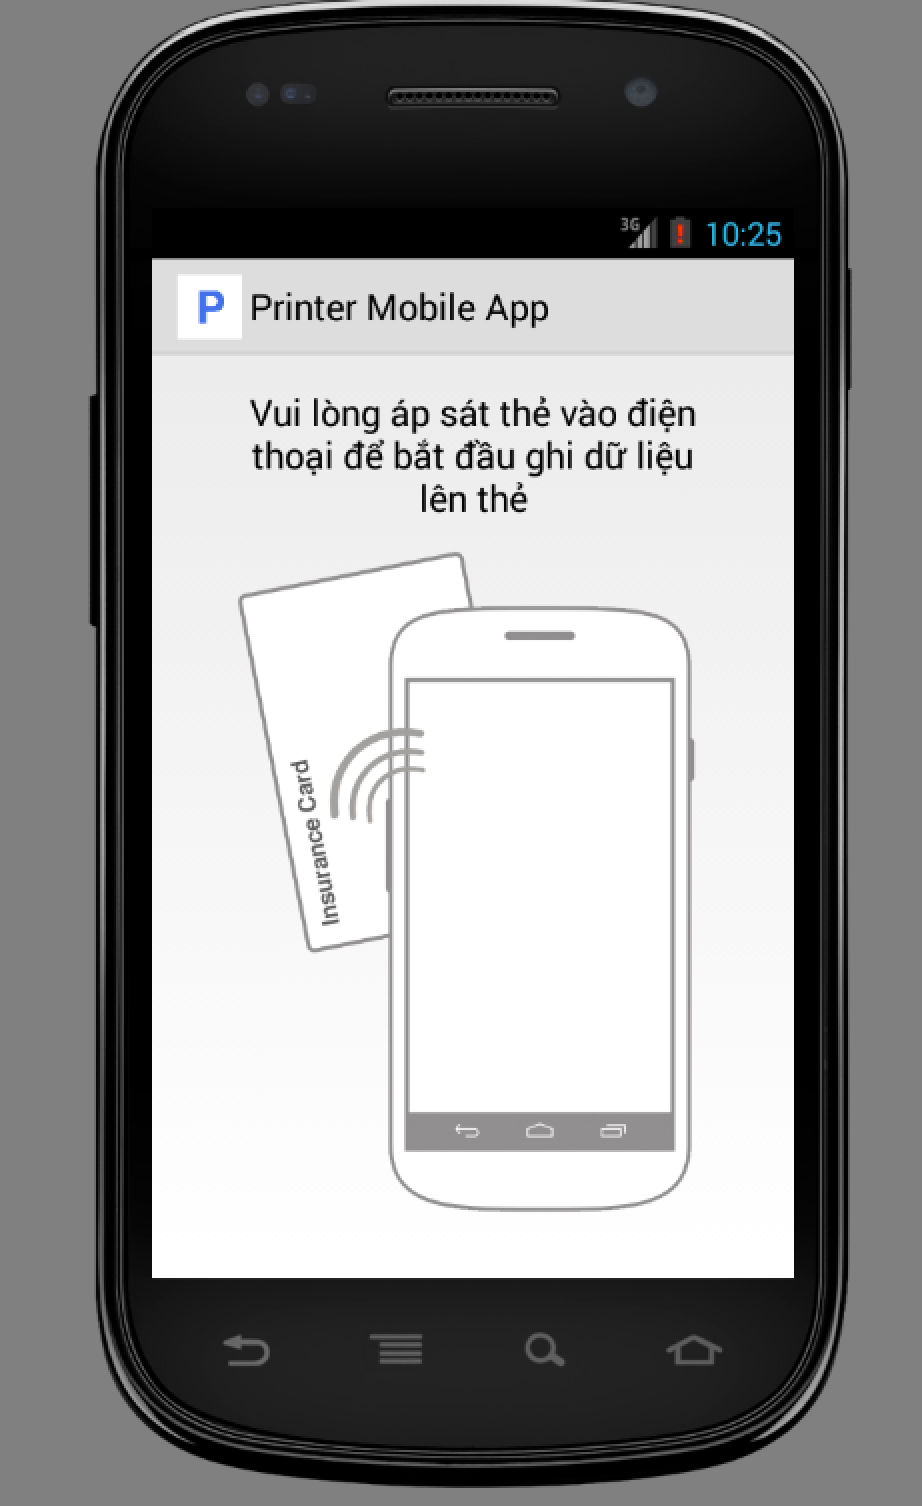 3G
10:25
P Printer Mobile App
Vui lòng áp sát thẻ vào điện
thoại để bắt đầu ghi dữ liệu
lên thẻ
Insurance Card